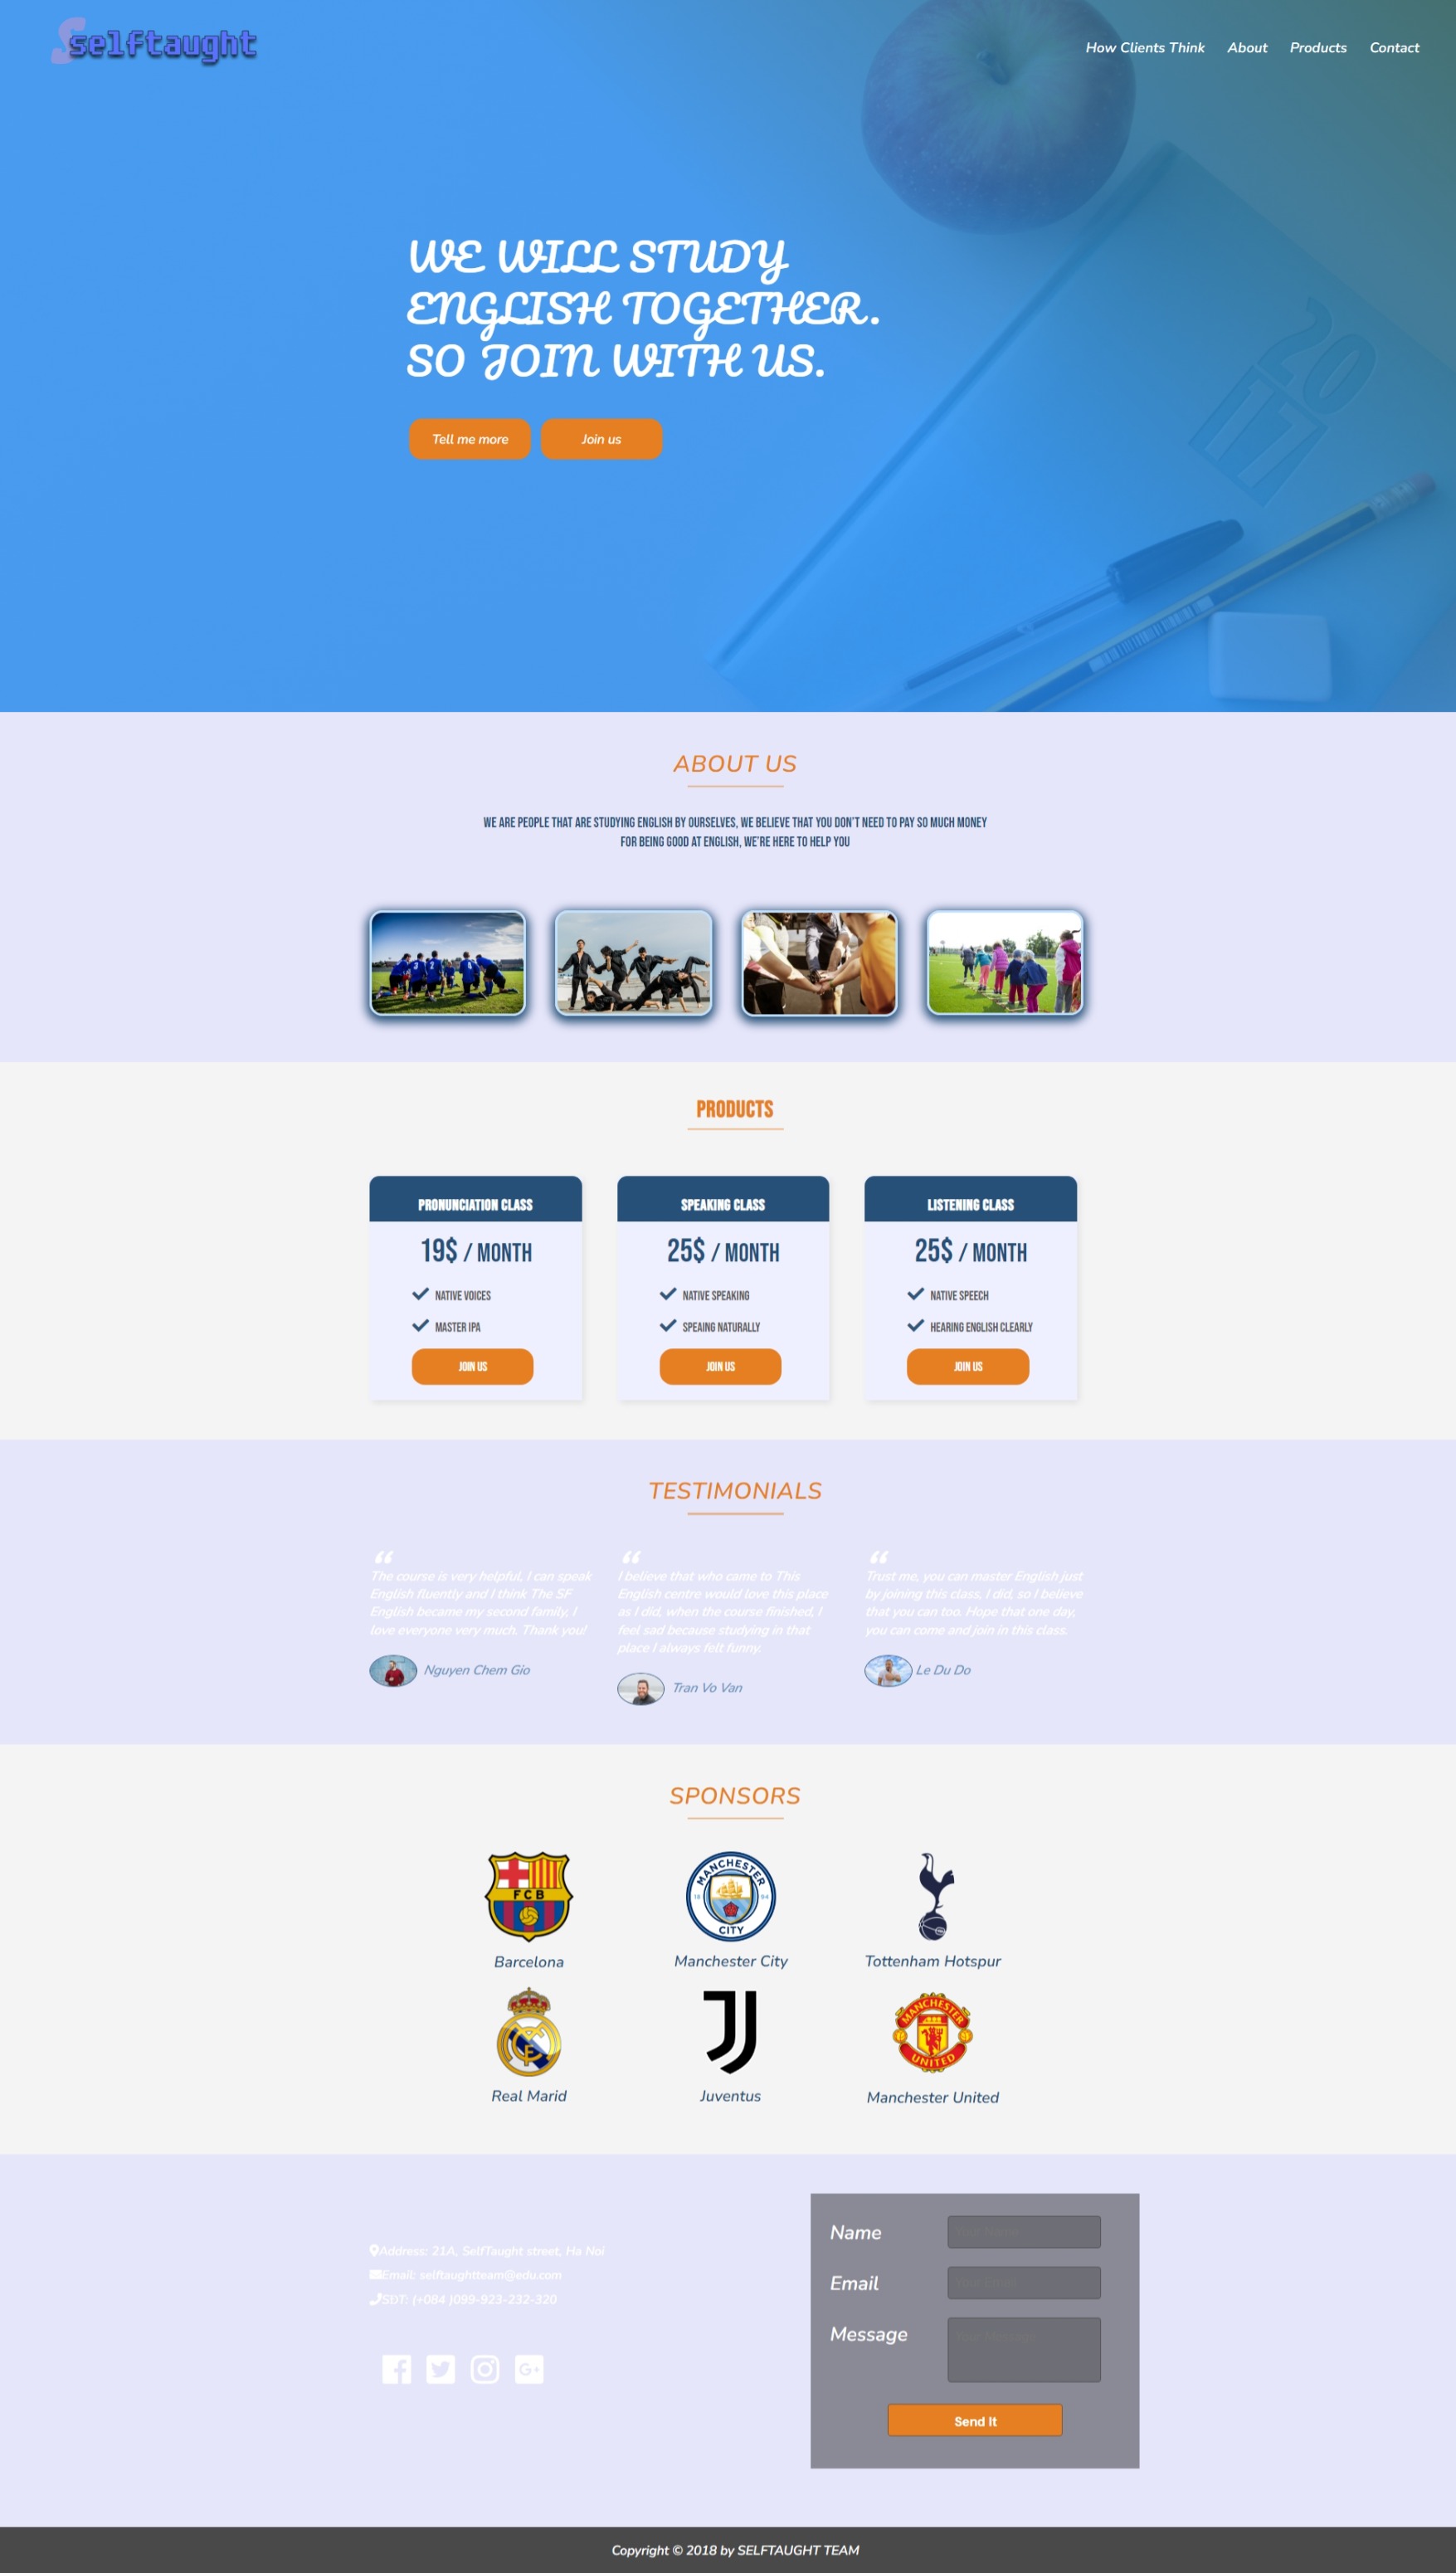 selftaught
How Clients Think About Products Contact
WE WILL STUDY
ENGLISH TOGETHER.
SO JOIN WITH US.
Tell me more Join us
2017
ABOUT US
WE ARE PEOPLE THAT ARE STUDYING ENGLISH BY OURSELVES, WE BELIEVE THAT YOU DON'T NEED TO PAY SO MUCH MONEY
FOR BEING GOOD AT ENGLISH, WE'RE HERE TO HELP YOU
PRODUCTS
PRONUNCIATION CLASS
19$ / MONTH
NATIVE VOICES
MASTER IPA
JOIN US
SPEAKING CLASS
25$ / MONTH
NATIVE SPEAKING
SPEAING NATURALLY
JOIN US
LISTENING CLASS
25$ / MONTH
NATIVE SPEECH
HEARING ENGLISH CLEARLY
JOIN US
TESTIMONIALS
“
The course is very helpful, I can speak
English fluently and I think The SF
English became my second family, I
love everyone very much. Thank you!
Nguyen Chem Gio
“
I believe that who came to This
English centre would love this place
as I did, when the course finished, I
feel sad because studying in that
place I always felt funny.
Tran Vo Van
“
Trust me, you can master English just
by joining this class, I did, so I believe
that you can too. Hope that one day,
you can come and join in this class.
Le Du Do
SPONSORS
FCB
Barcelona
MANCHESTER
18 94
CITY
Manchester City
Tottenham Hotspur
Real Marid
Juventus
MANCHESTER
UNITED
Manchester United
Address: 21A, SelfTaught street, Ha Noi
Email: selftaughtteam@edu.com
SDT: (+084 )099-923-232-320
G+
Name
Email
Message
Send It
Copyright © 2018 by SELFTAUGHT TEAM